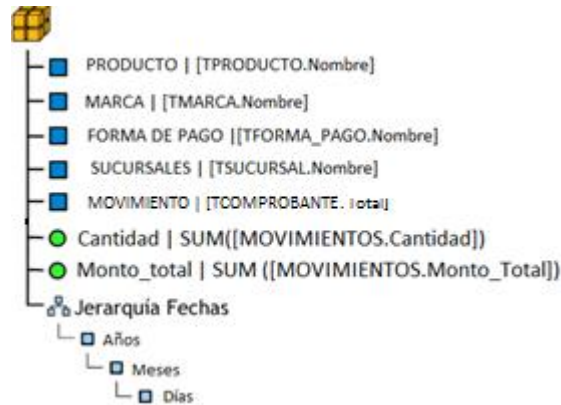 PRODUCTO | [TPRODUCTO.Nombre]
MARCA | [TMARCA.Nombre]
FORMA DE PAGO |[TFORMA_PAGO.Nombre]
SUCURSALES | [TSUCURSAL.Nombre]
MOVIMIENTO | [TCOMPROBANTE. Total]
Cantidad | SUM([MOVIMIENTOS.Cantidad])
Monto_total | SUM ([MOVIMIENTOS.Monto_Total])
Jerarquía Fechas
Años
Meses
Días